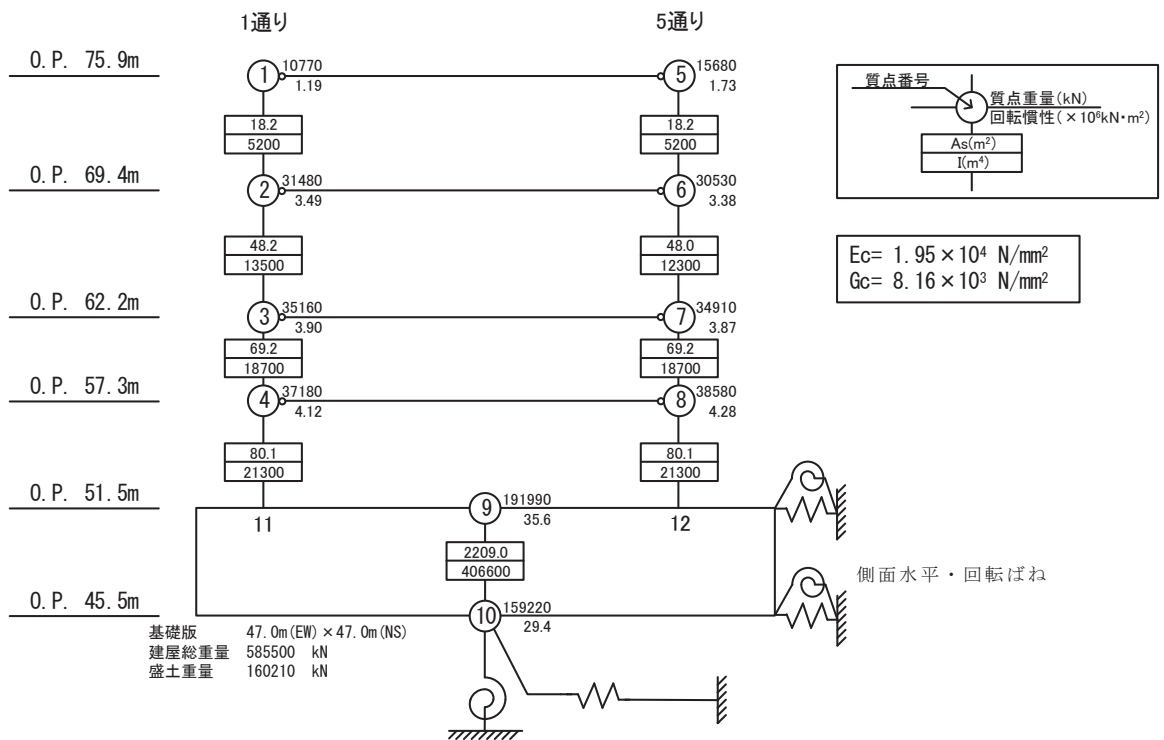 1通り
5通り
O.P. 75.9m
1
10770
1.19
5
15680
1.73
18.2
5200
18.2
5200
O.P. 69.4m
2
31480
3.49
6
30530
3.38
48.2
13500
48.0
12300
O.P. 62.2m
3
35160
3.90
7
34910
3.87
69.2
18700
69.2
18700
O.P. 57.3m
4
37180
4.12
8
38580
4.28
80.1
21300
80.1
21300
O.P. 51.5m
11
9
191990
35.6
12
2209.0
406600
側面水平・回転ばね
O.P. 45.5m
10
159220
29.4
基礎版 47.0m(EW)×47.0m(NS)
建屋総重量 585500 kN
盛土重量 160210 kN
質点番号
質点重量(kN)
回転慣性(×10⁶kN・m²)
As(m²)
I(m⁴)
Ec= 1.95×10⁴ N/mm²
Gc= 8.16×10³ N/mm²